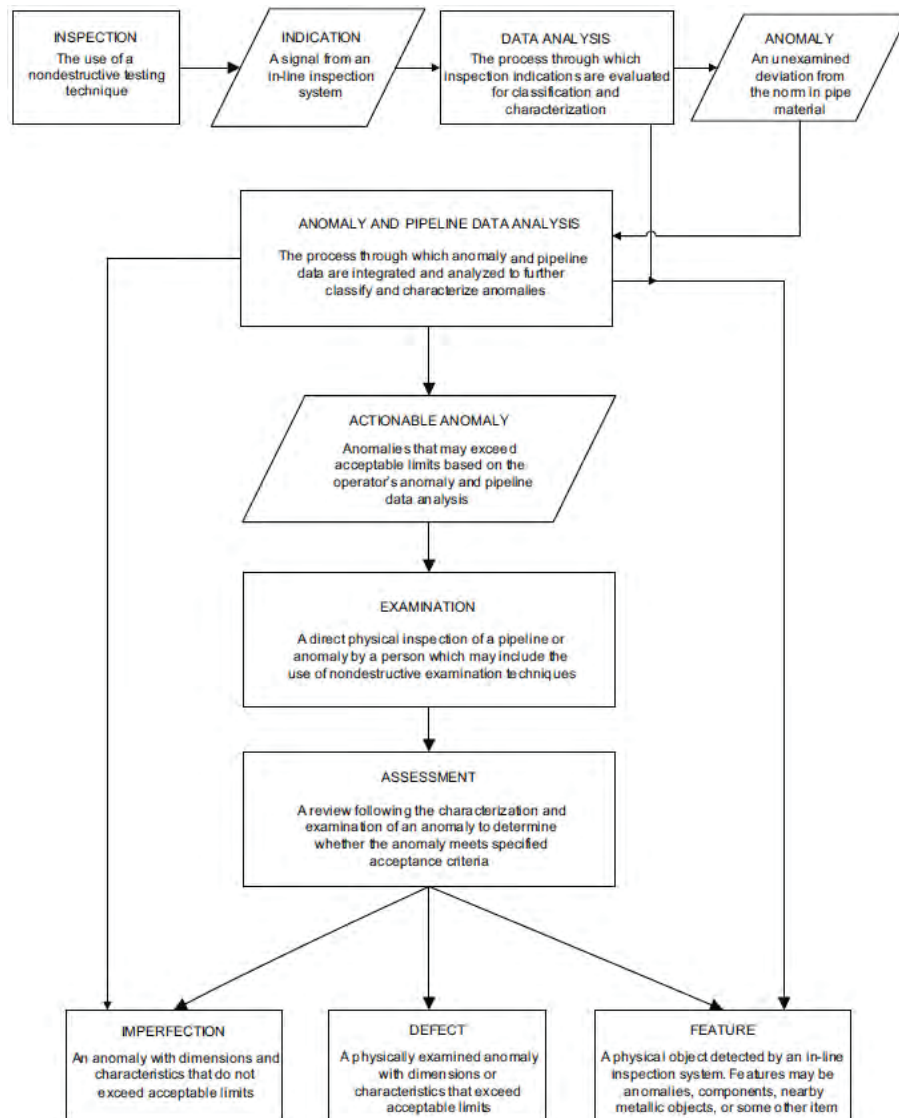 INSPECTION
The use of a
nondestructive testing
technique
INDICATION
A signal from an
in-line inspection
system
DATA ANALYSIS
The process through which
inspection indications are evaluated
for classification and
characterization
ANOMALY
An unexamined
deviation from
the norm in pipe
material
ANOMALY AND PIPELINE DATA ANALYSIS
The process through which anomaly and pipeline
data are integrated and analyzed to further
classify and characterize anomalies
ACTIONABLE ANOMALY
Anomalies that may exceed
acceptable limits based on the
operator's anomaly and pipeline
data analysis
EXAMINATION
A direct physical inspection of a pipeline or
anomaly by a person which may include the
use of nondestructive examination techniques
ASSESSMENT
A review following the characterization and
examination of an anomaly to determine
whether the anomaly meets specified
acceptance criteria
IMPERFECTION
An anomaly with dimensions and
characteristics that do not
exceed acceptable limits
DEFECT
A physically examined anomaly
with dimensions or
characteristics that exceed
acceptable limits
FEATURE
A physical object detected by an in-line
inspection system. Features may be
anomalies, components, nearby
metallic objects, or some other item